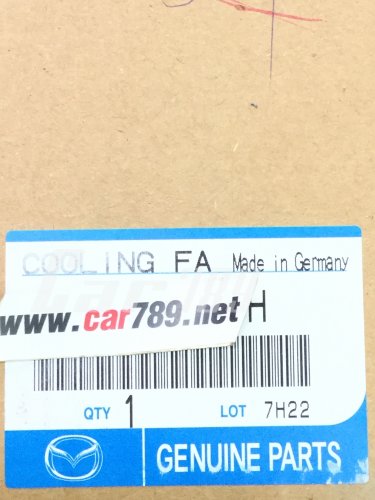 COOLING FA Made in Germany
www.car789.net H
QTY 1 LOT 7H22
GENUINE PARTS